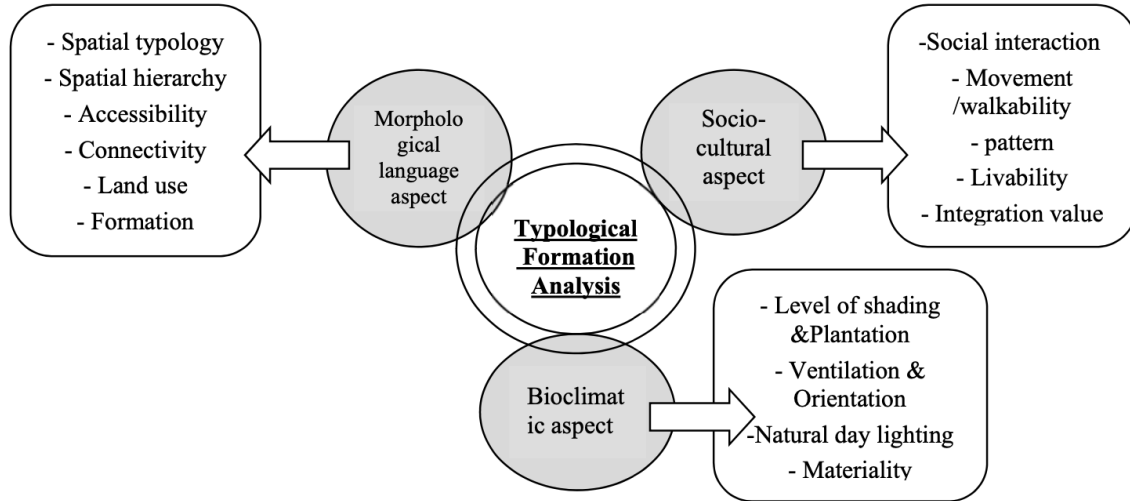 - Spatial typology
- Spatial hierarchy
- Accessibility
- Connectivity
- Land use
- Formation
Morpholo
gical
language
aspect
Socio-
cultural
aspect
-Social interaction
- Movement
/walkability
- pattern
- Livability
- Integration value
Typological
Formation
Analysis
Bioclimat
ic aspect
- Level of shading
&Plantation
- Ventilation &
Orientation
-Natural day lighting
- Materiality